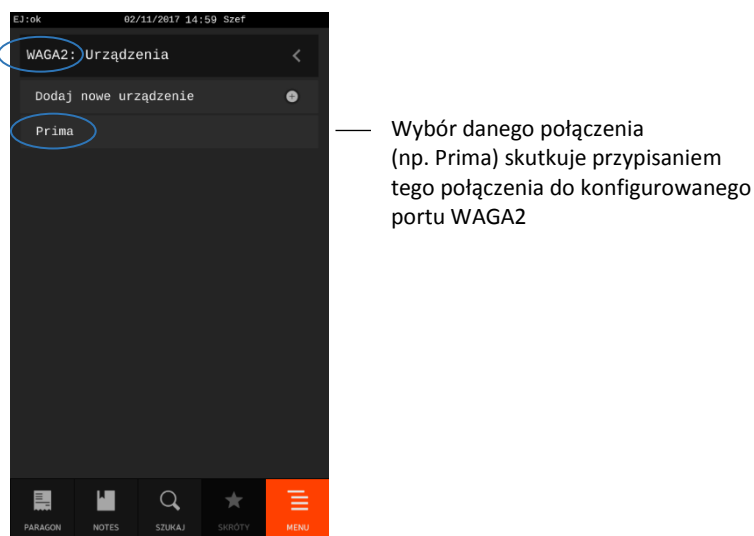 EJ:ok 02/11/2017 14:59 Szef
WAGA2: Urządzenia
Dodaj nowe urządzenie
Prima
Wybór danego połączenia
(np. Prima) skutkuje przypisaniem
tego połączenia do konfigurowanego
portu WAGA2
PARAGON NOTES SZUKAJ SKRÓTY MENU